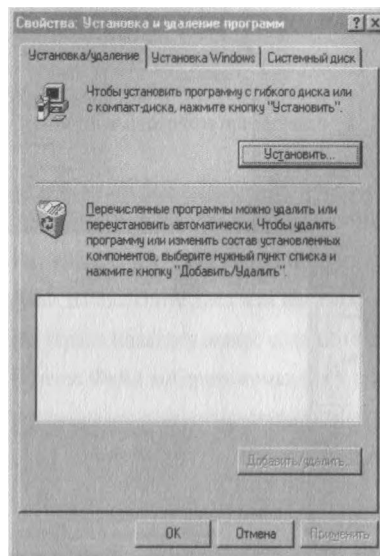 Свойства: Установка и удаление программ
Установка/удаление Установка Windows Системный диск
Чтобы установить программу с гибкого диска или
с компакт-диска, нажмите кнопку "Установить".
Установить...
Перечисленные программы можно удалить или
переустановить автоматически. Чтобы удалить
программу или изменить состав установленных
компонентов, выберите нужный пункт списка и
нажмите кнопку "Добавить/Удалить".
Добавить/удалить...
OK Отмена Применить